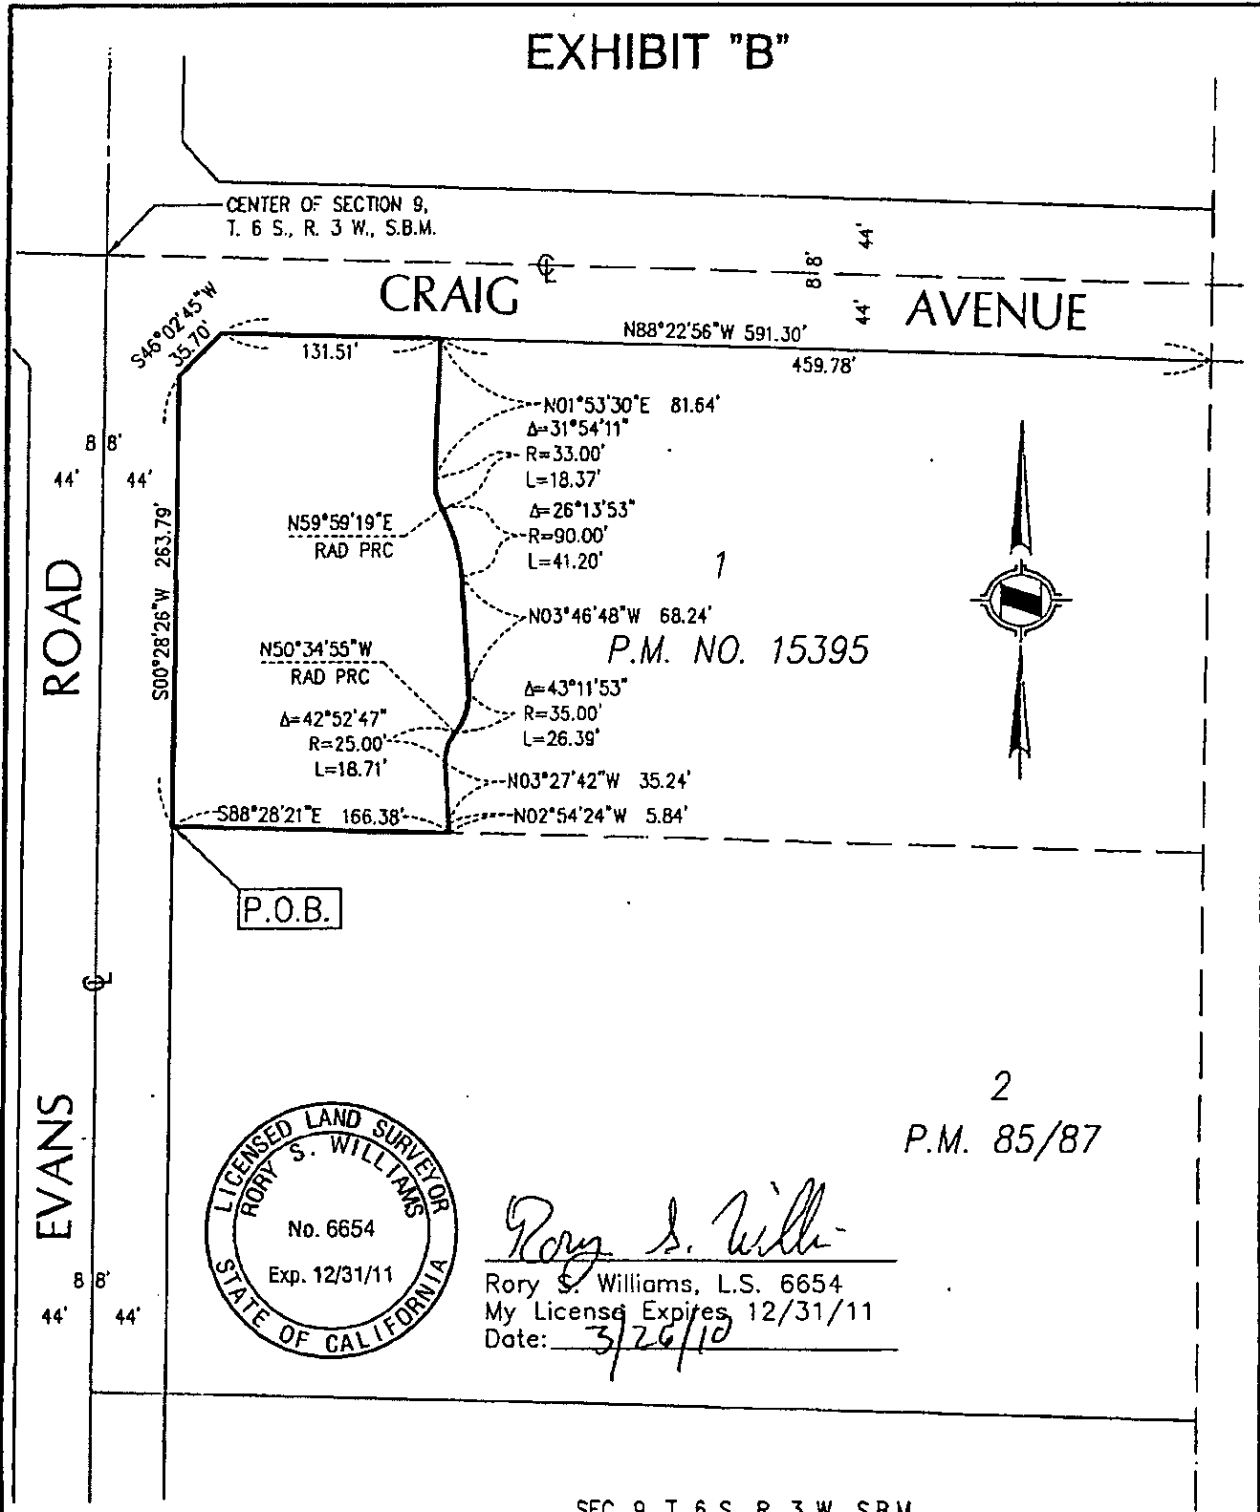 EXHIBIT "B"
CENTER OF SECTION 9,
T. 6 S., R. 3 W., S.B.M.
℄
44'
8' 8'
44'
CRAIG AVENUE
S46°02'45"W
35.70'
131.51'
N88°22'56"W 591.30'
459.78'
N01°53'30"E 81.64'
Δ=31°54'11"
R=33.00'
L=18.37'
8' 8'
44' 44'
N59°59'19"E
RAD PRC
Δ=26°13'53"
R=90.00'
L=41.20'
S00°28'26"W 263.79'
1
P.M. NO. 15395
N03°46'48"W 68.24'
N50°34'55"W
RAD PRC
Δ=43°11'53"
R=35.00'
L=26.39'
Δ=42°52'47"
R=25.00'
L=18.71'
N03°27'42"W 35.24'
S88°28'21"E 166.38'
N02°54'24"W 5.84'
P.O.B.
℄
EVANS ROAD
2
P.M. 85/87
LICENSED LAND SURVEYOR
RORY S. WILLIAMS
No. 6654
Exp. 12/31/11
STATE OF CALIFORNIA
Rory S. Willi
Rory S. Williams, L.S. 6654
My License Expires 12/31/11
Date: 3/26/10
8' 8'
44' 44'
SEC. 9, T. 6 S., R. 3 W., S.B.M.